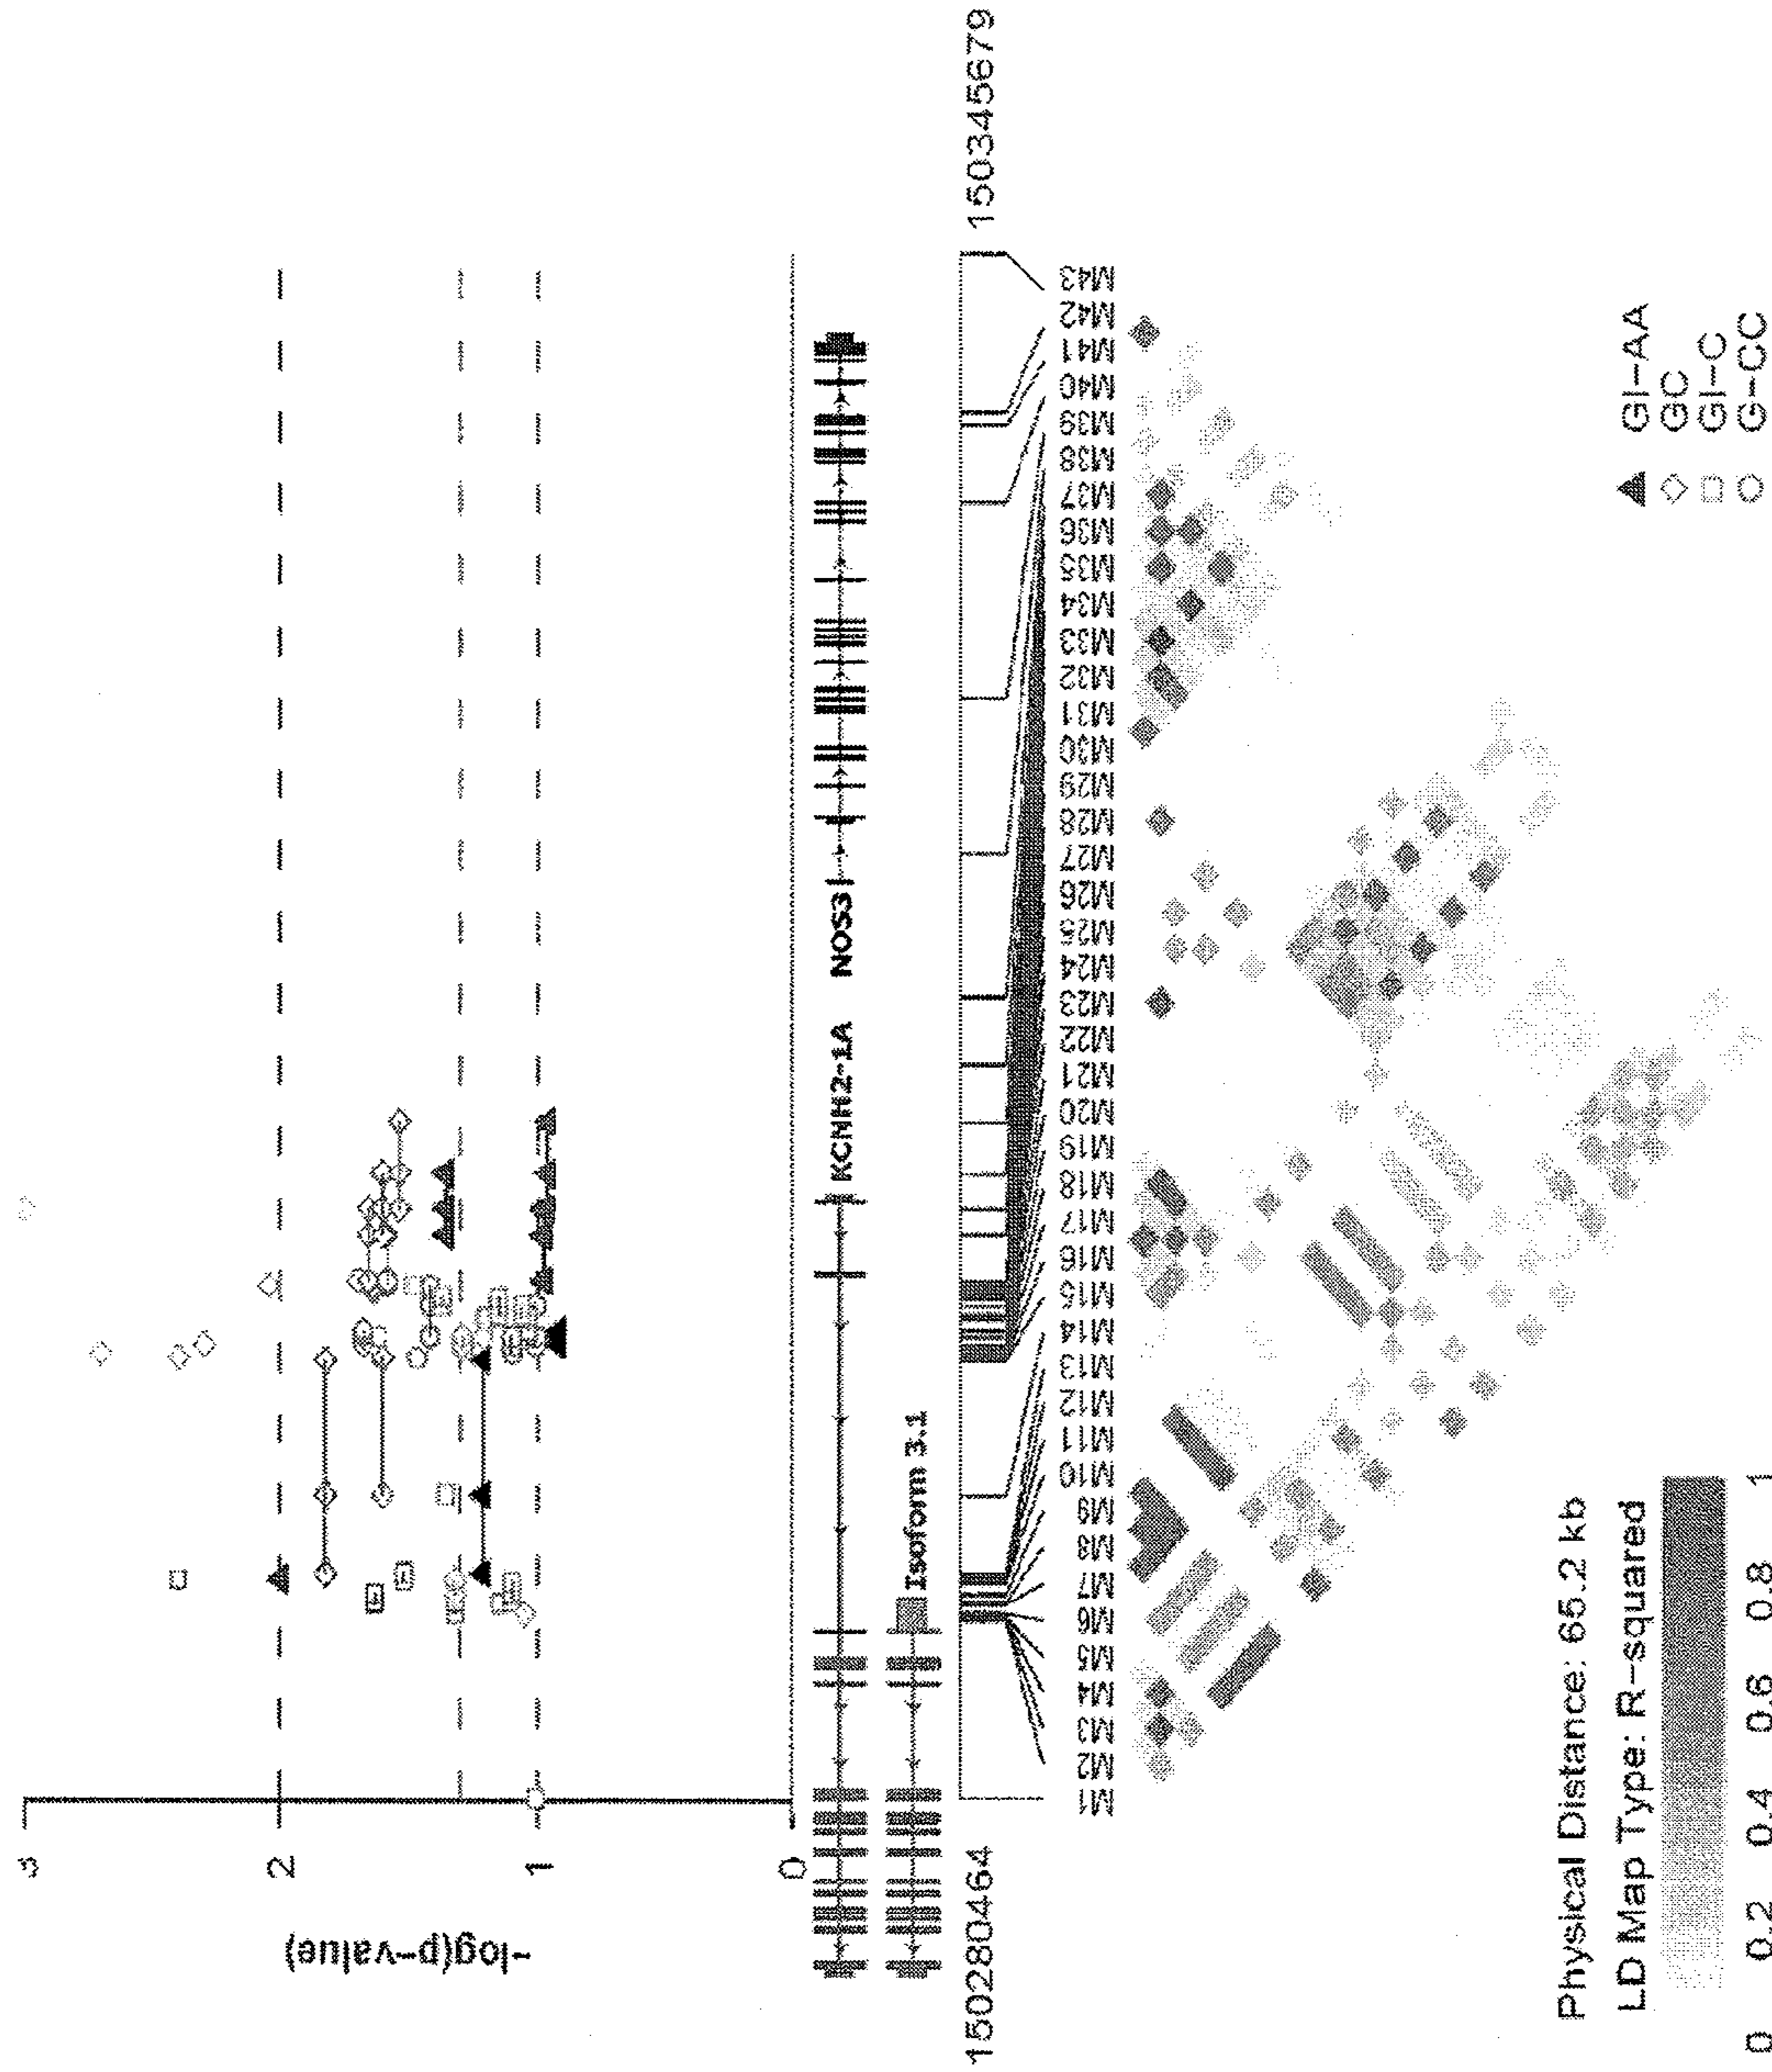 3
2
1
0
-log(p-value)
KCNH2-1A NOS3
Isoform 3.1
150280464
150345679
M1 M2 M3 M4 M5 M6 M7 M8 M9 M10 M11 M12 M13 M14 M15 M16 M17 M18 M19 M20 M21 M22 M23 M24 M25 M26 M27 M28 M29 M30 M31 M32 M33 M34 M35 M36 M37 M38 M39 M40 M41 M42 M43
Physical Distance: 65.2 kb
LD Map Type: R-squared
0 0.2 0.4 0.6 0.8 1
GI-AA
GC
GI-C
G-CC